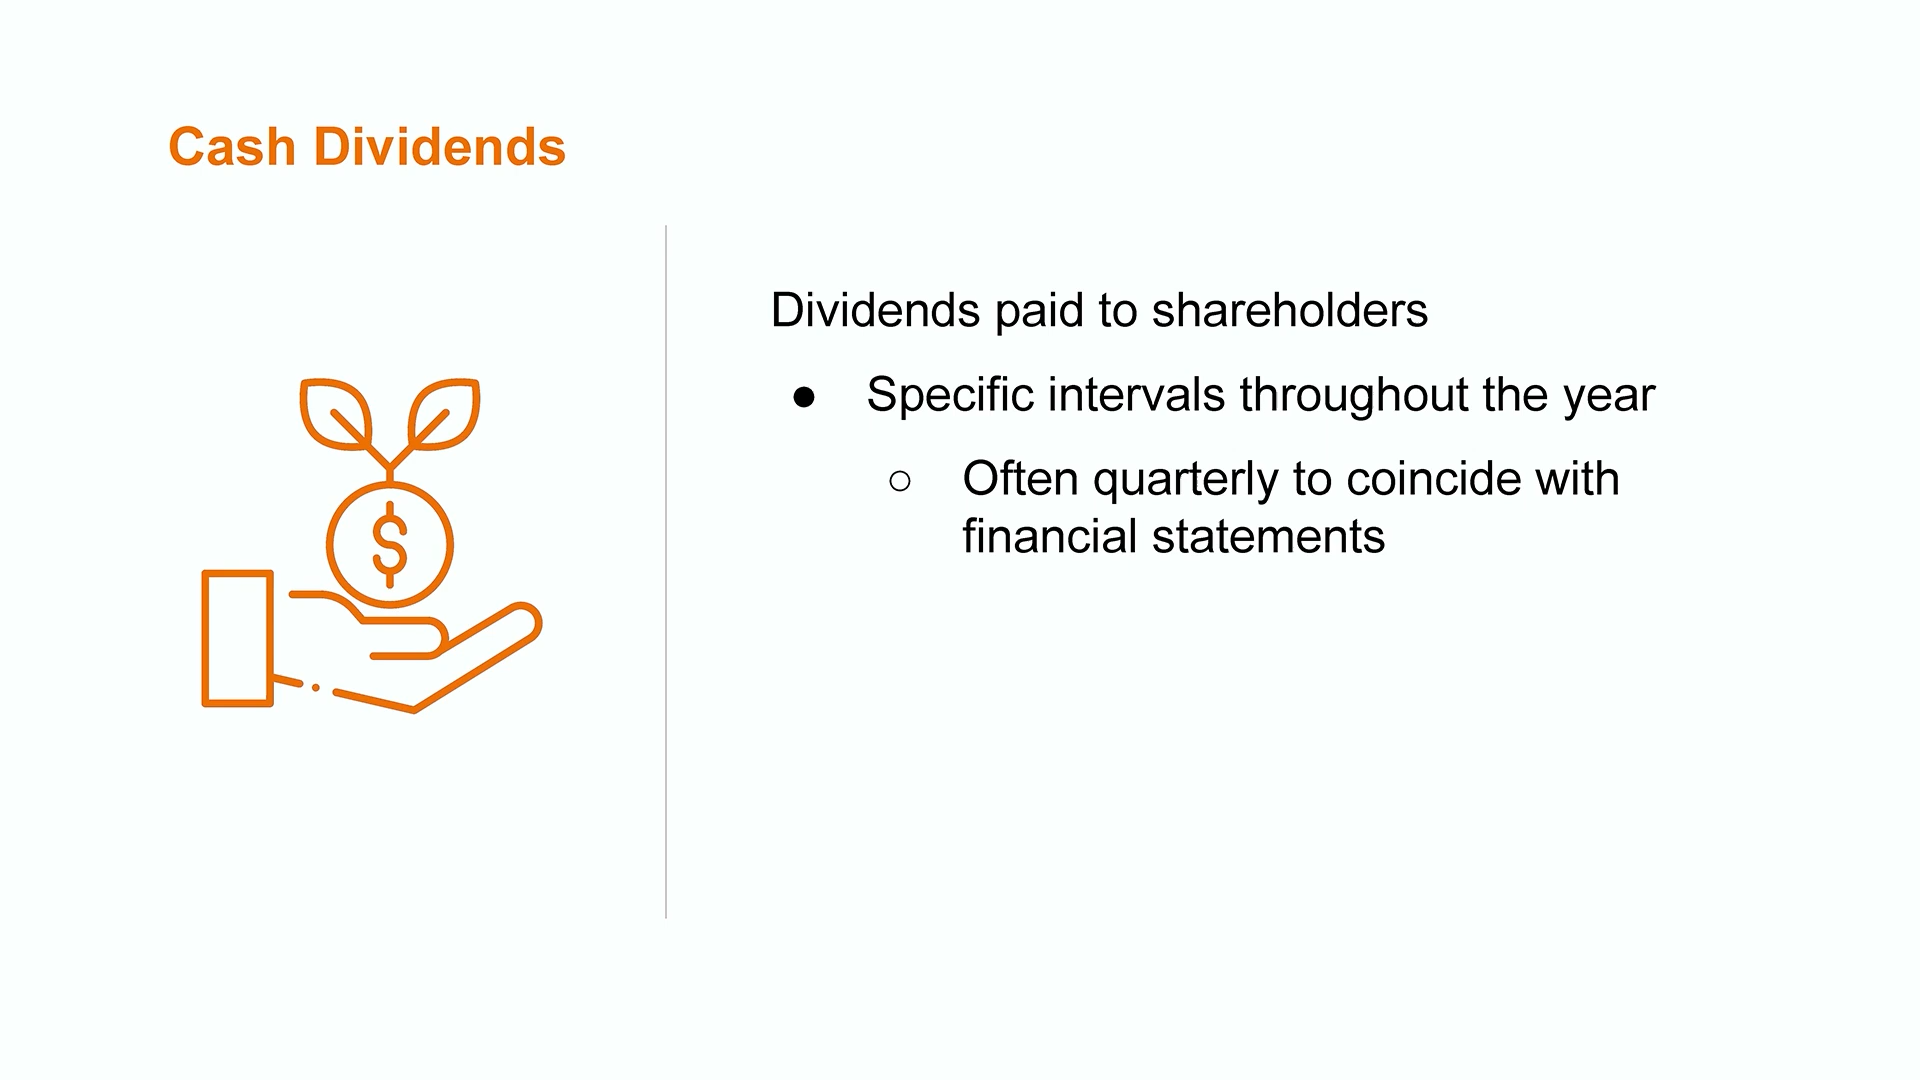 Cash Dividends
Dividends paid to shareholders
● Specific intervals throughout the year
○ Often quarterly to coincide with
financial statements
$